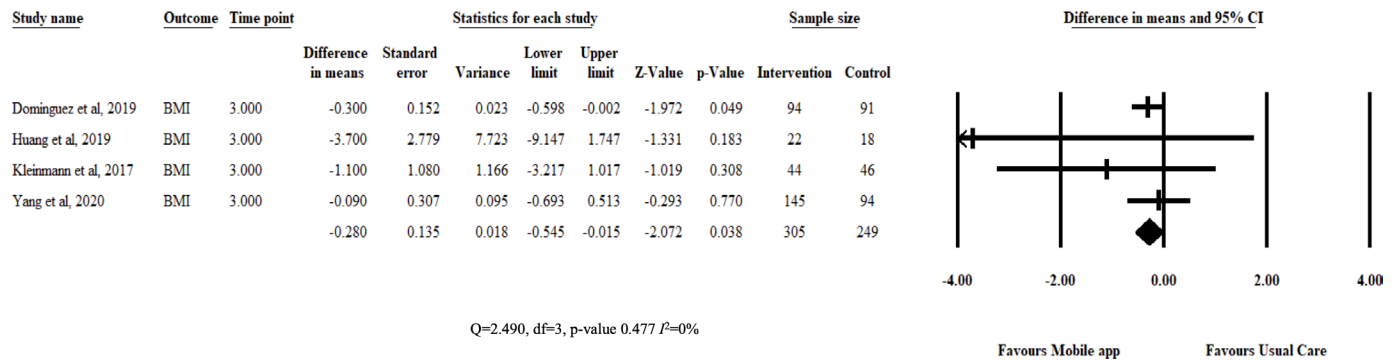 Study name Outcome Time point Statistics for each study Sample size Difference in means and 95% CI
Difference in means Standard error Variance Lower limit Upper limit Z-Value p-Value Intervention Control
Dominguez et al, 2019 BMI 3.000 -0.300 0.152 0.023 -0.598 -0.002 -1.972 0.049 94 91
Huang et al, 2019 BMI 3.000 -3.700 2.779 7.723 -9.147 1.747 -1.331 0.183 22 18
Kleinmann et al, 2017 BMI 3.000 -1.100 1.080 1.166 -3.217 1.017 -1.019 0.308 44 46
Yang et al, 2020 BMI 3.000 -0.090 0.307 0.095 -0.693 0.513 -0.293 0.770 145 94
-0.280 0.135 0.018 -0.545 -0.015 -2.072 0.038 305 249
-4.00 -2.00 0.00 2.00 4.00
Q=2.490, df=3, p-value 0.477 I²=0%
Favours Mobile app Favours Usual Care